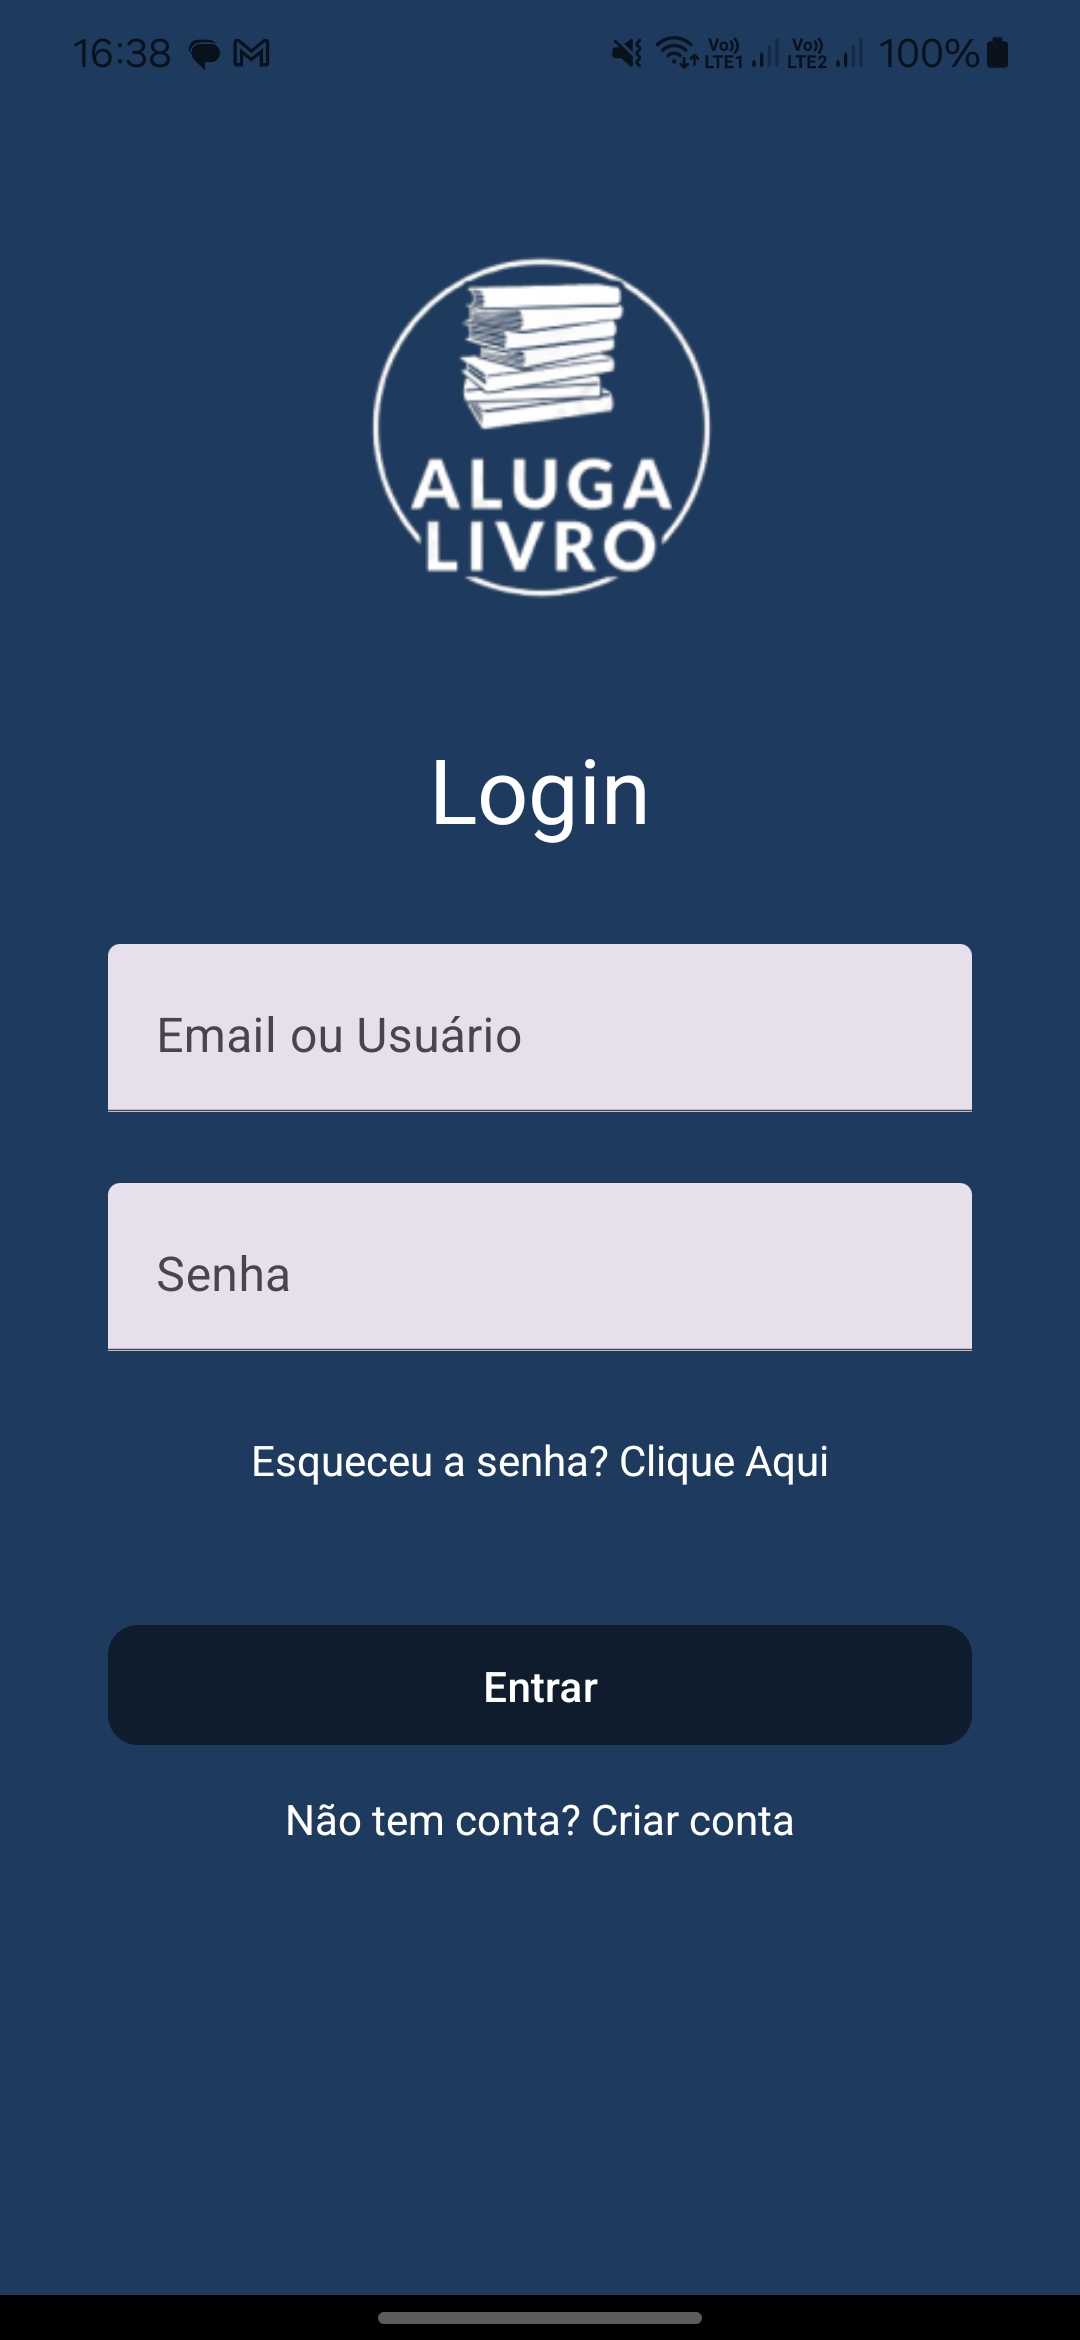 16:38 Vo)) LTE1 Vo)) LTE2 100%
ALUGA
LIVRO
Login
Email ou Usuário
Senha
Esqueceu a senha? Clique Aqui
Entrar
Não tem conta? Criar conta